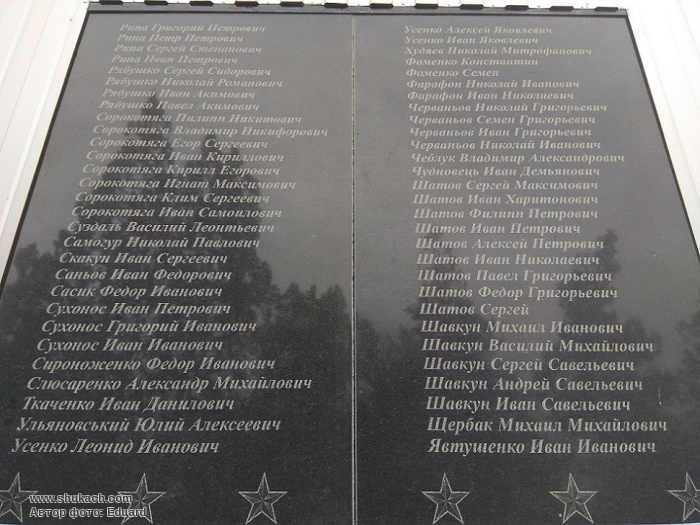 Рипа Григорий Петрович
Рипа Петр Петрович
Рипа Сергей Степанович
Рипа Иван Петрович
Рябушко Сергей Сидорович
Рябушко Николай Романович
Рябушко Иван Акимович
Рябушко Павел Акимович
Сорокотяга Пилипп Никитович
Сорокотяга Владимир Никифорович
Сорокотяга Егор Сергеевич
Сорокотяга Иван Кириллович
Сорокотяга Кирилл Егорович
Сорокотяга Игнат Максимович
Сорокотяга Клим Сергеевич
Сорокотяга Иван Самоилович
Суздаль Василий Леонтьевич
Самогур Николай Павлович
Скакун Иван Сергеевич
Саньов Иван Федорович
Сасик Федор Иванович
Сухонос Иван Петрович
Сухонос Григорий Иванович
Сухонос Иван Иванович
Сироноженко Федор Иванович
Слюсаренко Александр Михайлович
Ткаченко Иван Данилович
Ульяновський Юлий Алексеевич
Усенко Леонид Иванович
Усенко Алексей Яковлевич
Усенко Иван Яковлевич
Худяев Николай Митрофанович
Фоменко Константин
Фоменко Семен
Фарафон Николай Иванович
Фарафон Иван Николаевич
Черваньов Николай Григорьевич
Черваньов Семен Григорьевич
Черваньов Иван Григорьевич
Черваньов Николай Иванович
Чеблук Владимир Александрович
Чудновець Иван Демьянович
Шатов Сергей Максимович
Шатов Иван Харитонович
Шатов Филипп Петрович
Шатов Иван Петрович
Шатов Алексей Петрович
Шатов Иван Николаевич
Шатов Павел Григорьевич
Шатов Федор Григорьевич
Шатов Сергей
Шавкун Михаил Иванович
Шавкун Василий Михайлович
Шавкун Сергей Савельевич
Шавкун Андрей Савельевич
Шавкун Иван Савельевич
Щербак Михаил Михайлович
Явтушенко Иван Иванович
www.shukach.com
Автор фото: Eduard